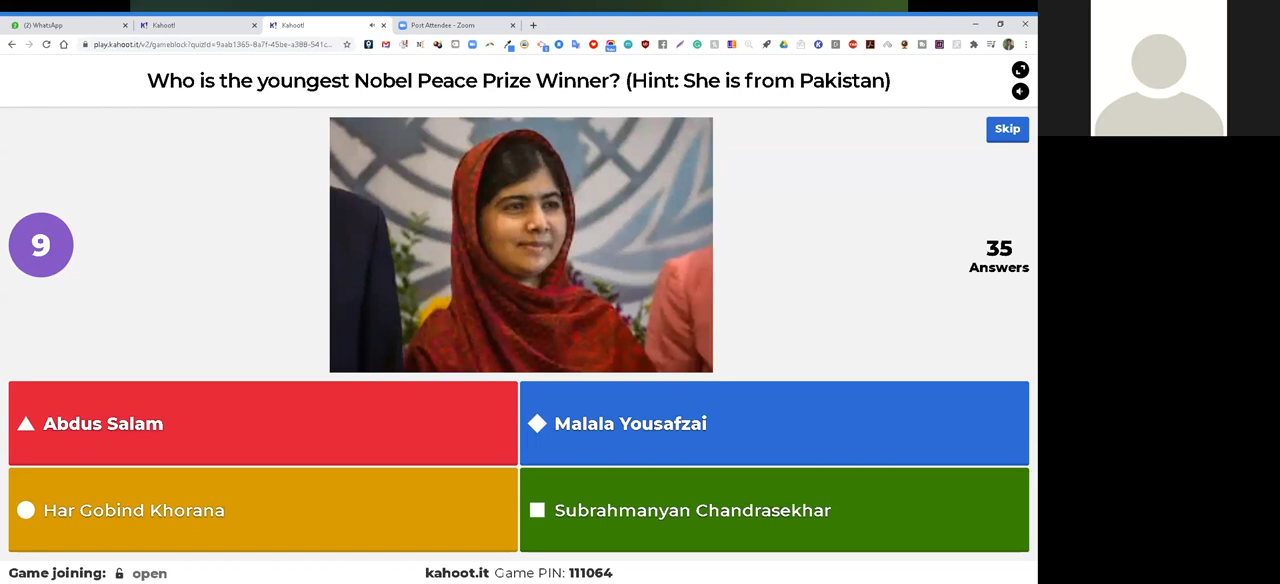 (2) WhatsApp
Kahoot!
Kahoot!
Post Attendee - Zoom
play.kahoot.it/v2/gameblock?quizId=9aab1365-8a7f-45be-a388-541c...
Who is the youngest Nobel Peace Prize Winner? (Hint: She is from Pakistan)
Skip
9
35
Answers
Abdus Salam
Malala Yousafzai
Har Gobind Khorana
Subrahmanyan Chandrasekhar
Game joining: open
kahoot.it Game PIN: 111064